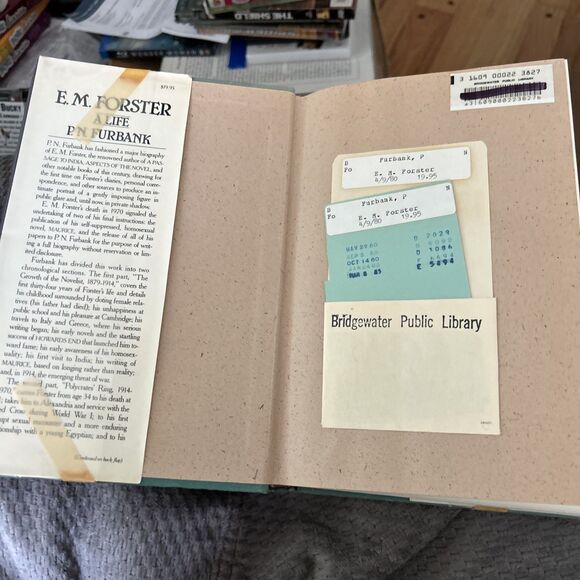 THE SHIELD
$19.95
E. M. FORSTER
A LIFE
P. N. FURBANK
P. N. Furbank has fashioned a major biography
of E. M. Forster, the renowned author of A PAS-
SAGE TO INDIA, ASPECTS OF THE NOVEL, and
other notable books of this century, drawing for
the first time on Forster's diaries, personal corre-
spondence, and other sources to produce an in-
timate portrait of a gently imposing figure in
public glare and, until now, in private shadow.
E. M. Forster's death in 1970 signaled the
undertaking of two of his final instructions: the
publication of his self-suppressed, homosexual
novel, MAURICE, and the release of all of his
papers to P. N. Furbank for the purpose of writ-
ing a full biography without reservation or lim-
ited disclosure.
Furbank has divided this work into two
chronological sections. The first part, "The
Growth of the Novelist, 1879-1914," covers the
first thirty-four years of Forster's life and details
his childhood surrounded by doting female rela-
tives (his father had died); his unhappiness at
public school and his pleasure at Cambridge; his
travels to Italy and Greece, where his serious
writing began; his early novels and the startling
success of HOWARDS END that launched him to-
ward fame; his early awareness of his homosex-
uality; his first visit to India; his writing of
MAURICE, based on longing rather than reality;
and, in 1914, the emerging threat of war.
The second part, "Polycrates' Ring, 1914-
1970," Forster from age 34 to his death at
takes him to Alexandria and service with the
Red Cross during World War I; to his first
sexual and a more enduring
relationship with a young Egyptian; and to his
(Continued on back flap)
3 1609 00022 3827
BRIDGEWATER PUBLIC LIBRARY
B Furbank, P N
Fo
E. M. Forster
4/9/80 19.95
B Furbank, P N
Fo
E. M. Forster
4/9/80 19.95
D 2029
OCT 14 80 D 1086
MAR 8 85 E 5894
Bridgewater Public Library